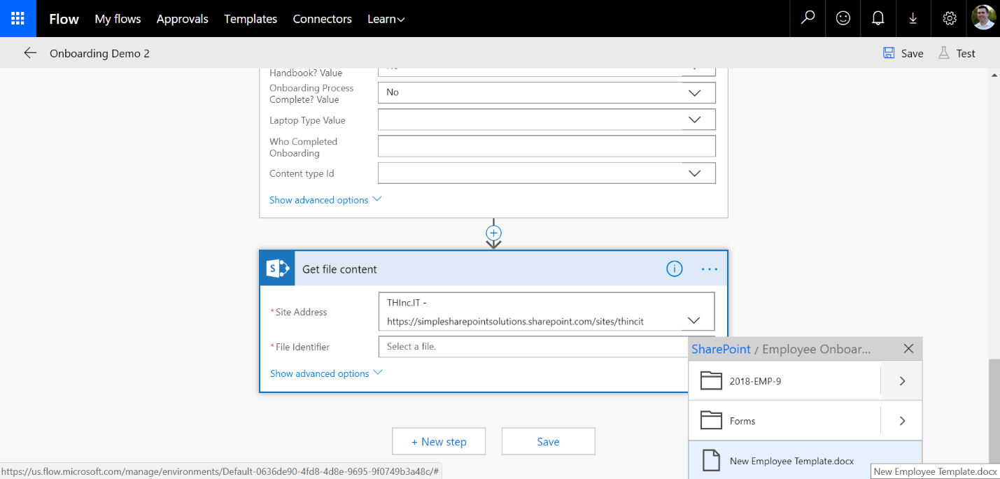 Flow My flows Approvals Templates Connectors Learn
Onboarding Demo 2 Save Test
Handbook? Value
Onboarding Process
Complete? Value
No
Laptop Type Value
Who Completed
Onboarding
Content type Id
Show advanced options
S Get file content
*Site Address
THInc.IT -
https://simplesharepointsolutions.sharepoint.com/sites/thincit
*File Identifier Select a file.
Show advanced options
SharePoint / Employee Onboar...
2018-EMP-9
Forms
New Employee Template.docx
+ New step Save
https://us.flow.microsoft.com/manage/environments/Default-0636de90-4fd8-4d8e-9695-9f0749b3a48c/#
New Employee Template.docx